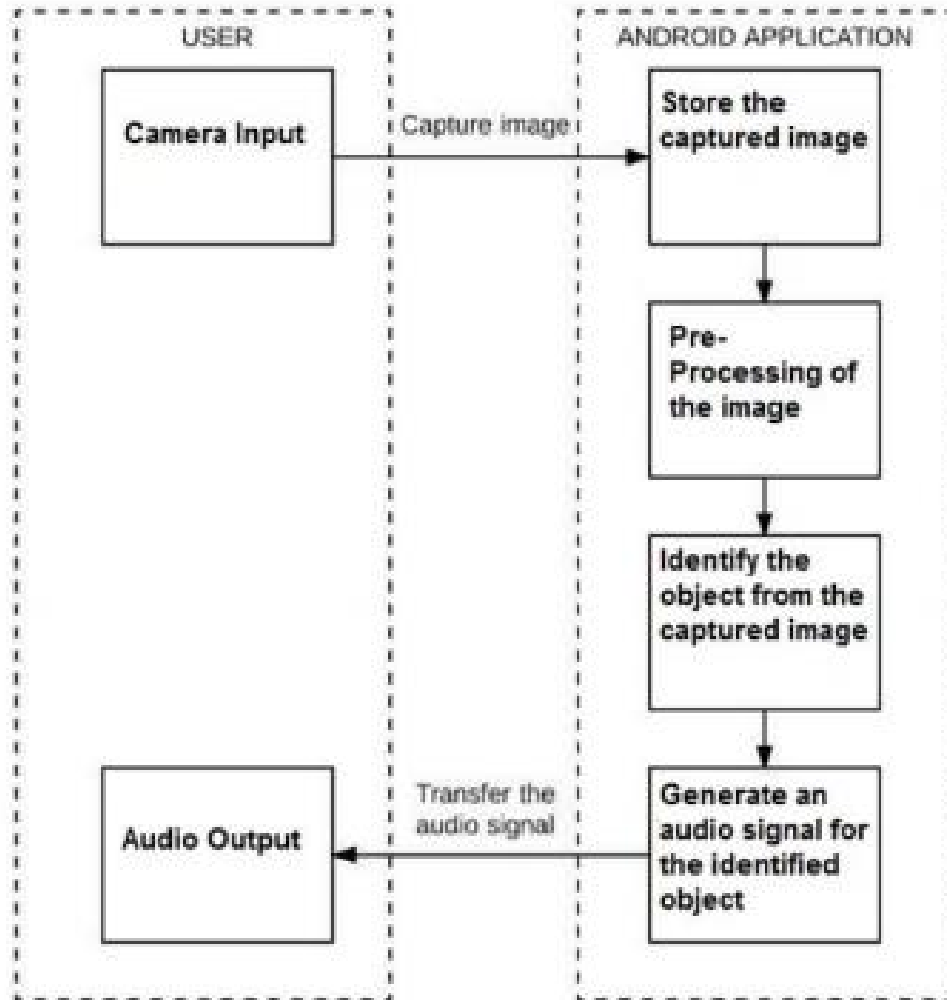 USER
ANDROID APPLICATION
Camera Input
Capture image
Store the
captured image
Pre-
Processing of
the image
Identify the
object from the
captured image
Generate an
audio signal for
the identified
object
Transfer the
audio signal
Audio Output